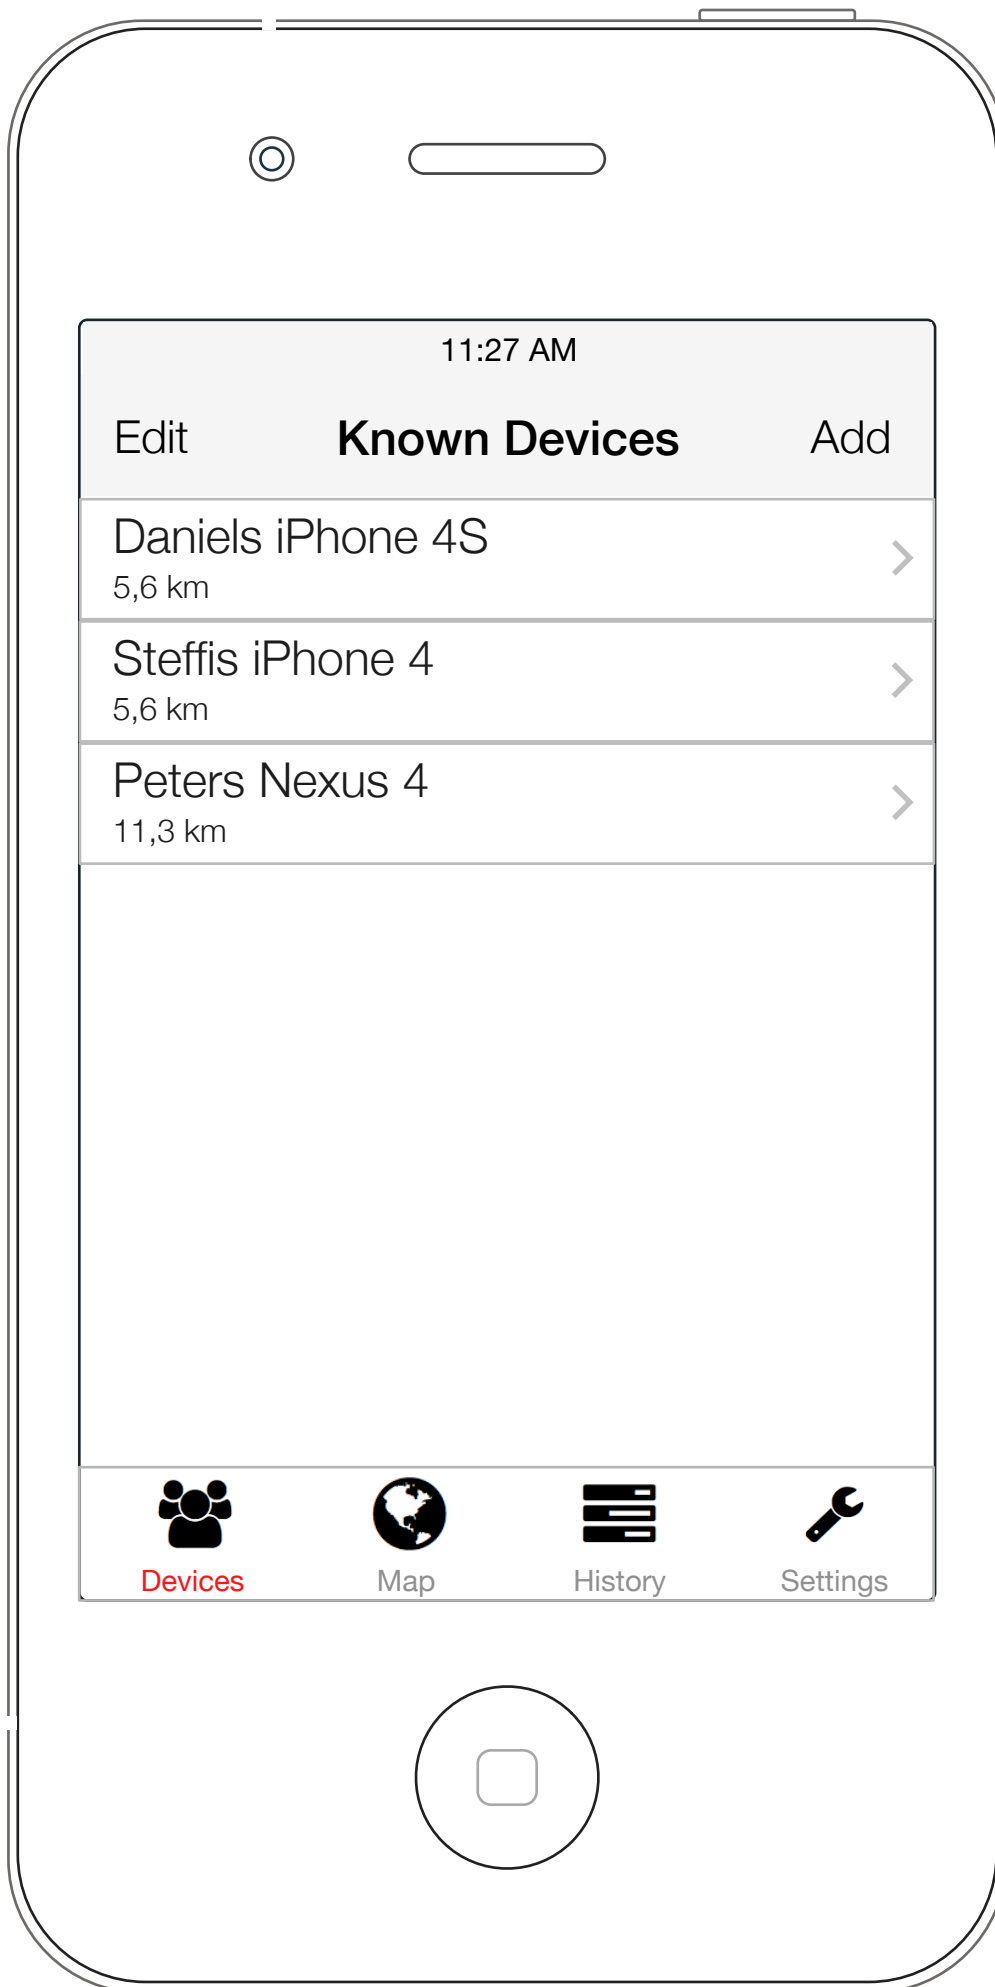 11:27 AM
Edit Known Devices Add
Daniels iPhone 4S
5,6 km
Steffis iPhone 4
5,6 km
Peters Nexus 4
11,3 km
Devices Map History Settings